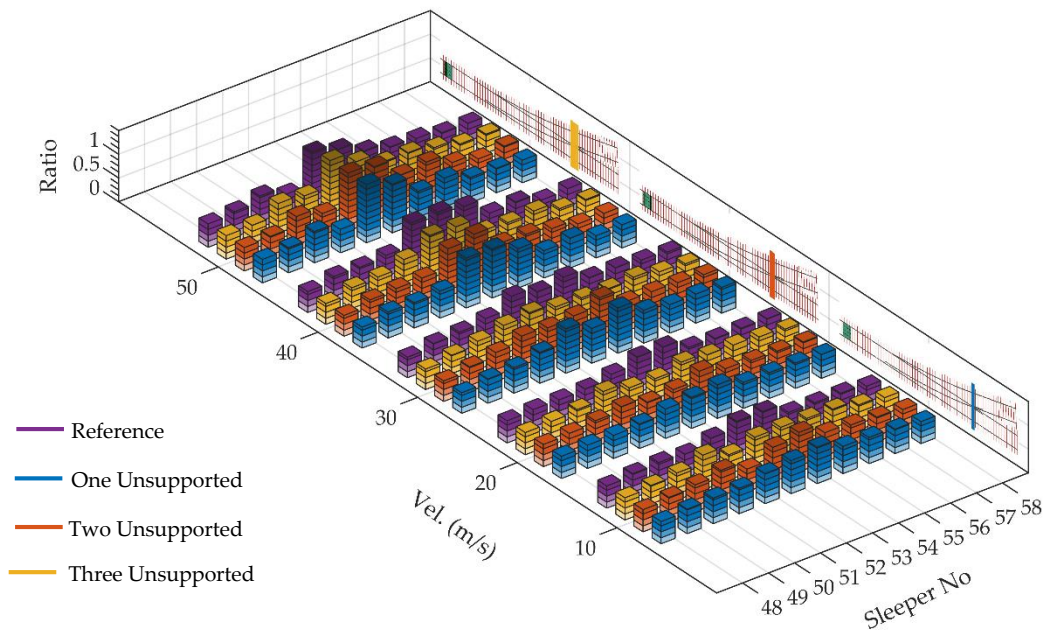 Ratio
1
0.5
0
50
40
30
20
10
Vel. (m/s)
48
49
50
51
52
53
54
55
56
57
58
Sleeper No
Reference
One Unsupported
Two Unsupported
Three Unsupported